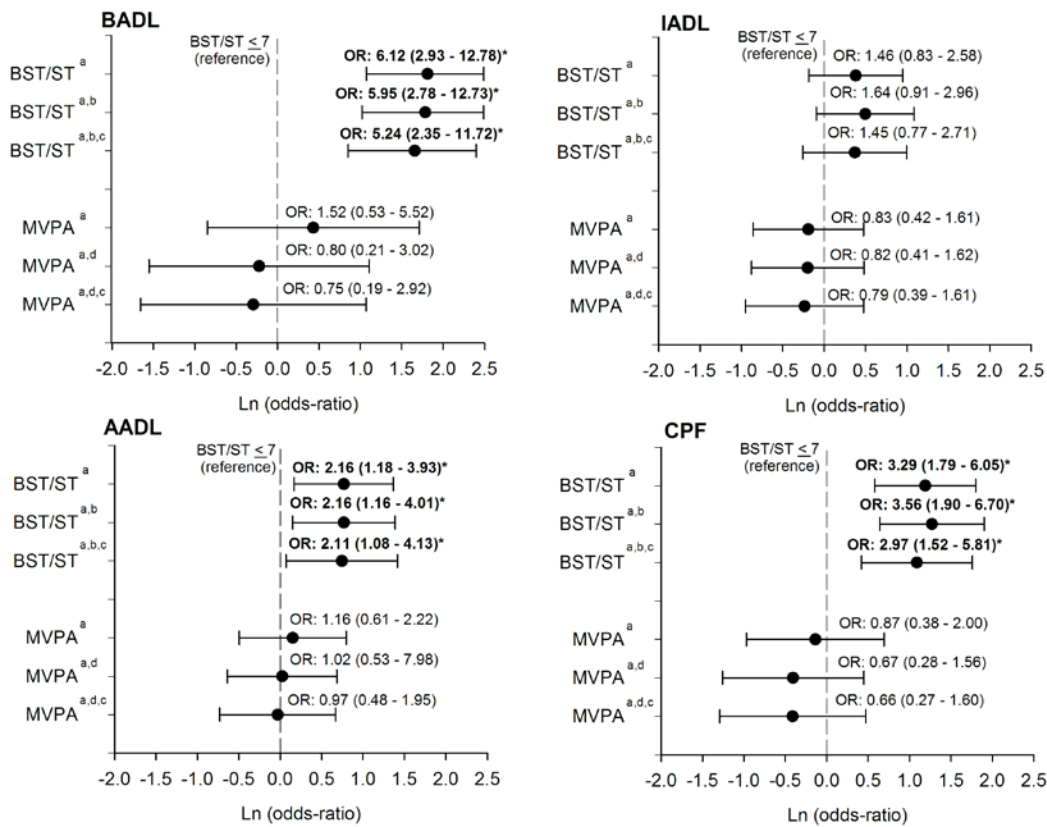 BADL
BST/ST ≤7
(reference)
BST/ST a
OR: 6.12 (2.93 - 12.78)*
BST/ST a,b
OR: 5.95 (2.78 - 12.73)*
BST/ST a,b,c
OR: 5.24 (2.35 - 11.72)*
MVPA a
OR: 1.52 (0.53 - 5.52)
MVPA a,d
OR: 0.80 (0.21 - 3.02)
MVPA a,d,c
OR: 0.75 (0.19 - 2.92)
-2.0 -1.5 -1.0 -0.5 0.0 0.5 1.0 1.5 2.0 2.5
Ln (odds-ratio)
IADL
BST/ST ≤7
(reference)
BST/ST a
OR: 1.46 (0.83 - 2.58)
BST/ST a,b
OR: 1.64 (0.91 - 2.96)
BST/ST a,b,c
OR: 1.45 (0.77 - 2.71)
MVPA a
OR: 0.83 (0.42 - 1.61)
MVPA a,d
OR: 0.82 (0.41 - 1.62)
MVPA a,d,c
OR: 0.79 (0.39 - 1.61)
-2.0 -1.5 -1.0 -0.5 0.0 0.5 1.0 1.5 2.0 2.5
Ln (odds-ratio)
AADL
BST/ST ≤7
(reference)
BST/ST a
OR: 2.16 (1.18 - 3.93)*
BST/ST a,b
OR: 2.16 (1.16 - 4.01)*
BST/ST a,b,c
OR: 2.11 (1.08 - 4.13)*
MVPA a
OR: 1.16 (0.61 - 2.22)
MVPA a,d
OR: 1.02 (0.53 - 7.98)
MVPA a,d,c
OR: 0.97 (0.48 - 1.95)
-2.0 -1.5 -1.0 -0.5 0.0 0.5 1.0 1.5 2.0 2.5
Ln (odds-ratio)
CPF
BST/ST ≤7
(reference)
BST/ST a
OR: 3.29 (1.79 - 6.05)*
BST/ST a,b
OR: 3.56 (1.90 - 6.70)*
BST/ST a,b,c
OR: 2.97 (1.52 - 5.81)*
MVPA a
OR: 0.87 (0.38 - 2.00)
MVPA a,d
OR: 0.67 (0.28 - 1.56)
MVPA a,d,c
OR: 0.66 (0.27 - 1.60)
-2.0 -1.5 -1.0 -0.5 0.0 0.5 1.0 1.5 2.0 2.5
Ln (odds-ratio)